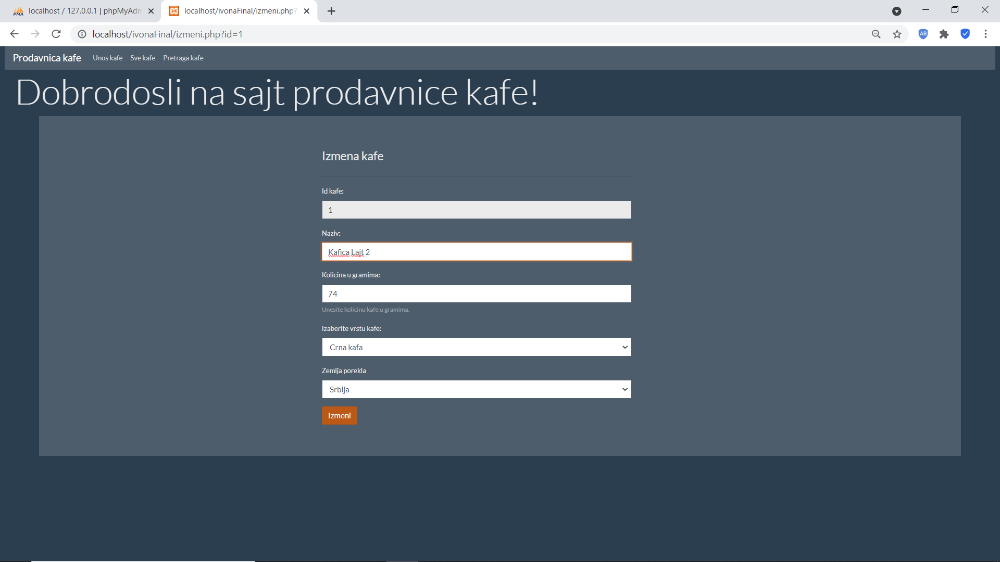 localhost / 127.0.0.1 | phpMyAdm
localhost/ivonaFinal/izmeni.php?
localhost/ivonaFinal/izmeni.php?id=1
Prodavnica kafe Unos kafe Sve kafe Pretraga kafe
Dobrodosli na sajt prodavnice kafe!
Izmena kafe
Id kafe:
1
Naziv:
Kafica Lajt 2
Kolicina u gramima:
74
Unesite kolicinu kafe u gramima.
Izaberite vrstu kafe:
Crna kafa
Zemlja porekla
Srbija
Izmeni